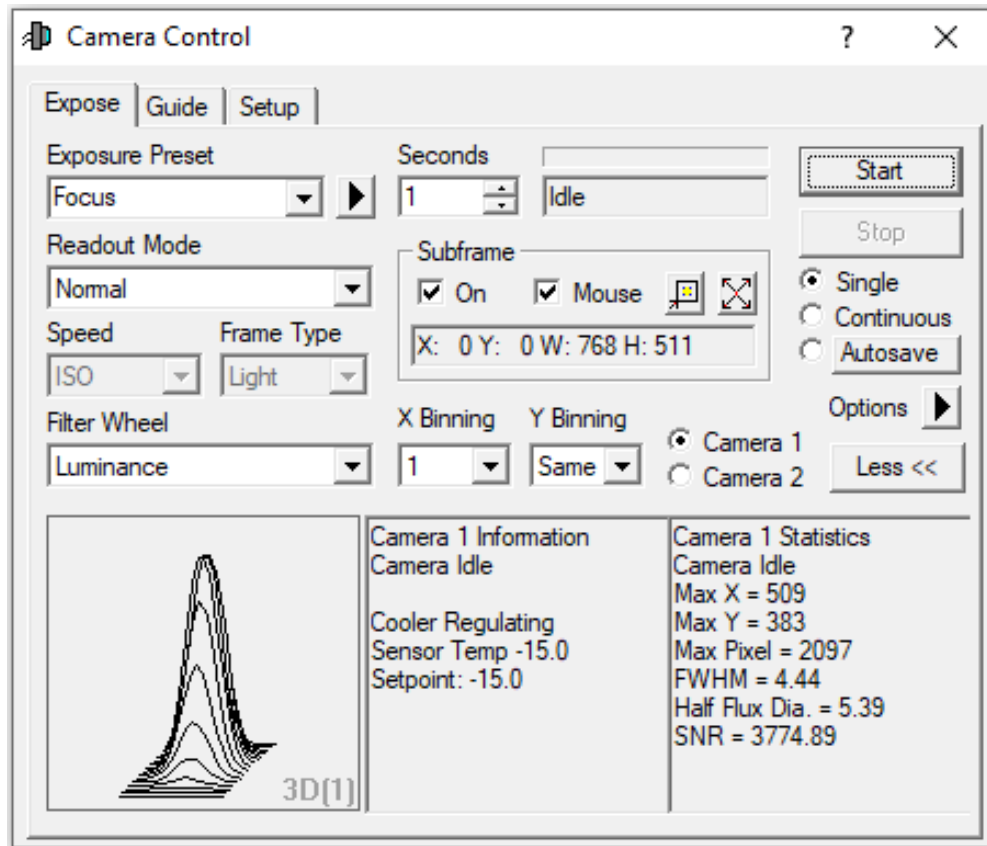 Camera Control
?
Expose Guide Setup
Exposure Preset
Focus
Seconds
1
Idle
Start
Stop
Readout Mode
Normal
Subframe
On Mouse
X: 0 Y: 0 W: 768 H: 511
Single
Continuous
Autosave
Speed Frame Type
ISO Light
Options
Filter Wheel
Luminance
X Binning Y Binning
1 Same
Camera 1
Camera 2
Less <<
3D(1)
Camera 1 Information
Camera Idle
Cooler Regulating
Sensor Temp -15.0
Setpoint: -15.0
Camera 1 Statistics
Camera Idle
Max X = 509
Max Y = 383
Max Pixel = 2097
FWHM = 4.44
Half Flux Dia. = 5.39
SNR = 3774.89